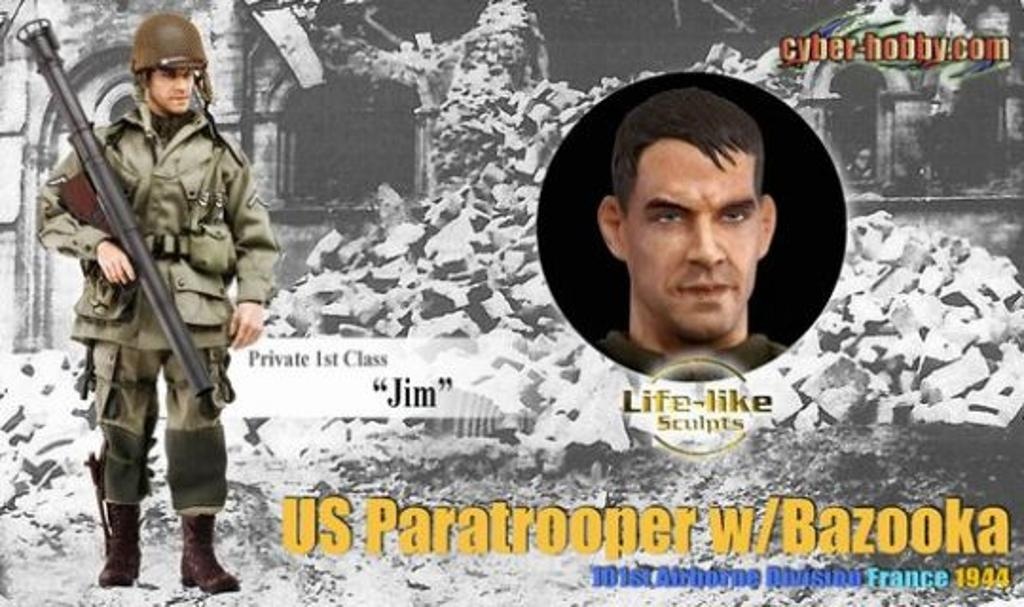 cyber-hobby.com
Private 1st Class
“Jim”
Life-like
Sculpts
US Paratrooper w/Bazooka
101st Airborne Division France 1944